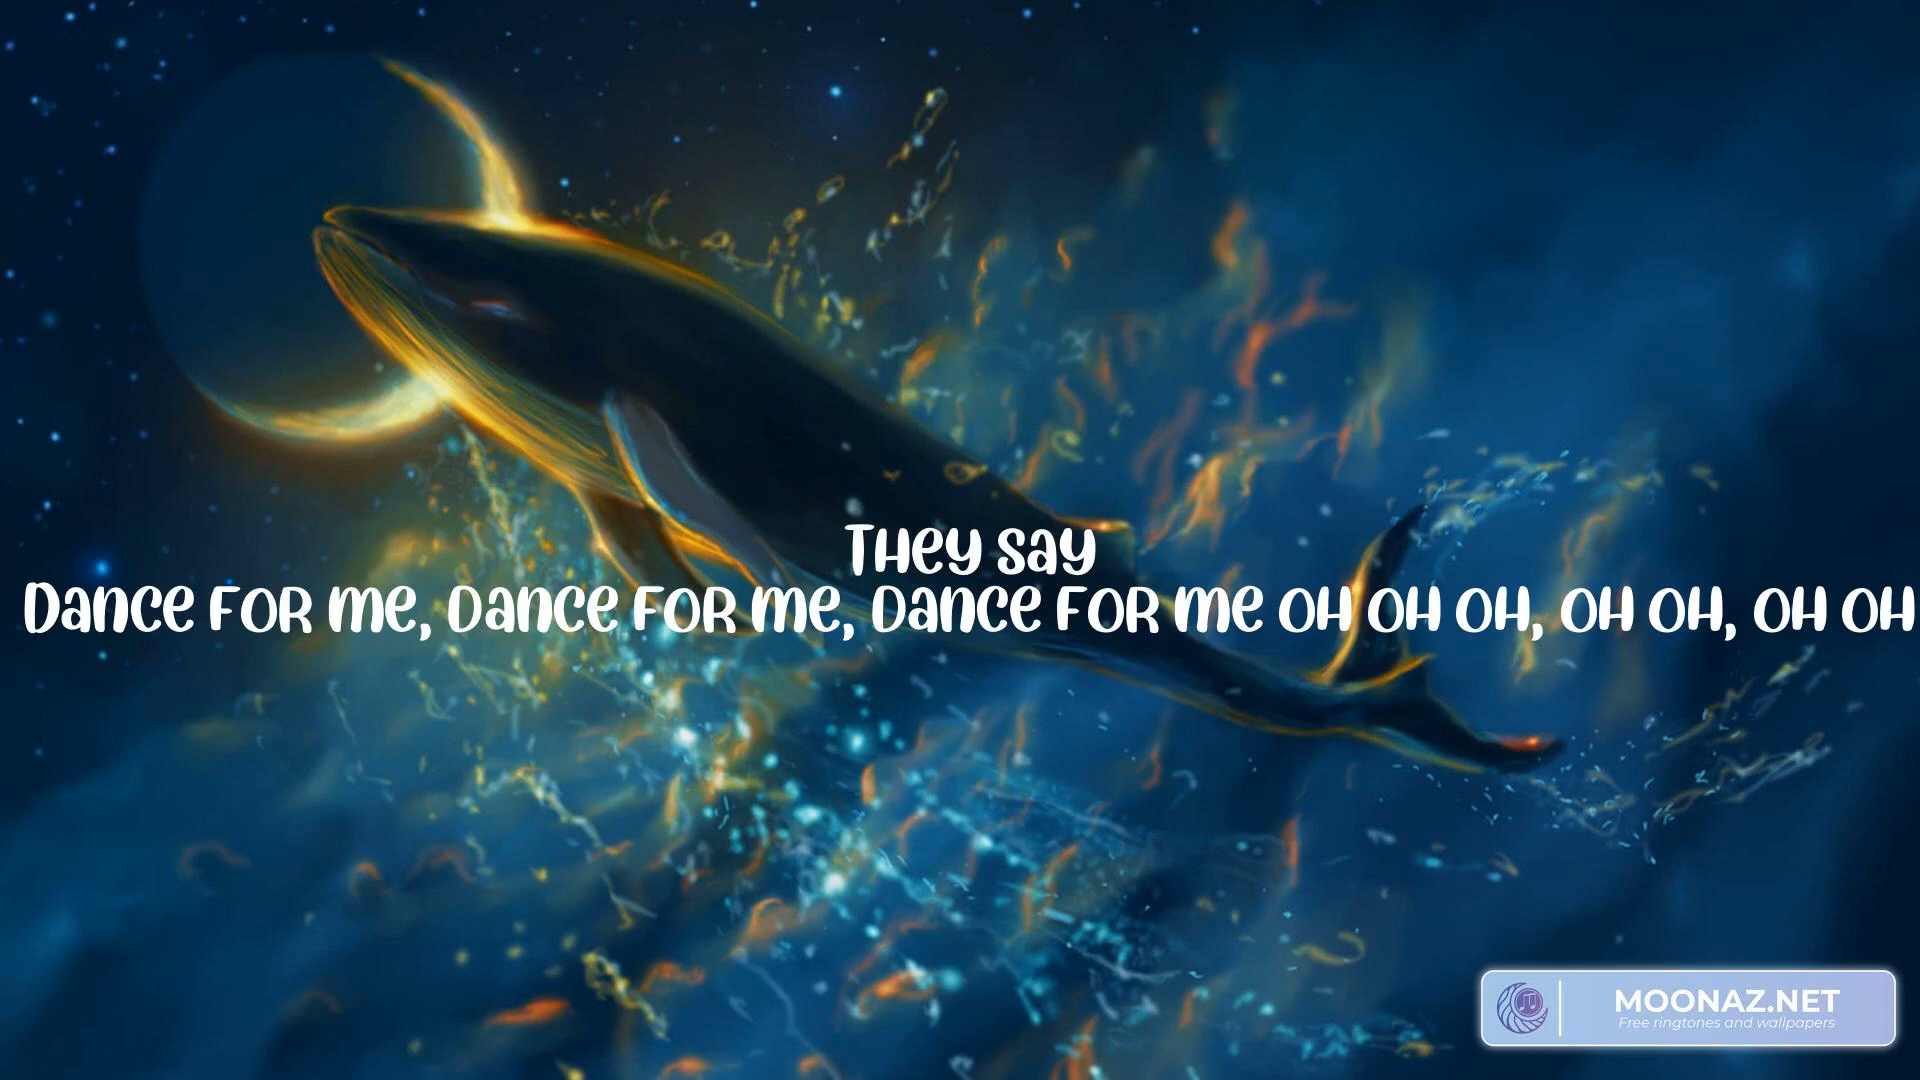 They say
Dance for me, dance for me, dance for me oh oh oh, oh oh, oh oh
MOONAZ.NET
Free ringtones and wallpapers